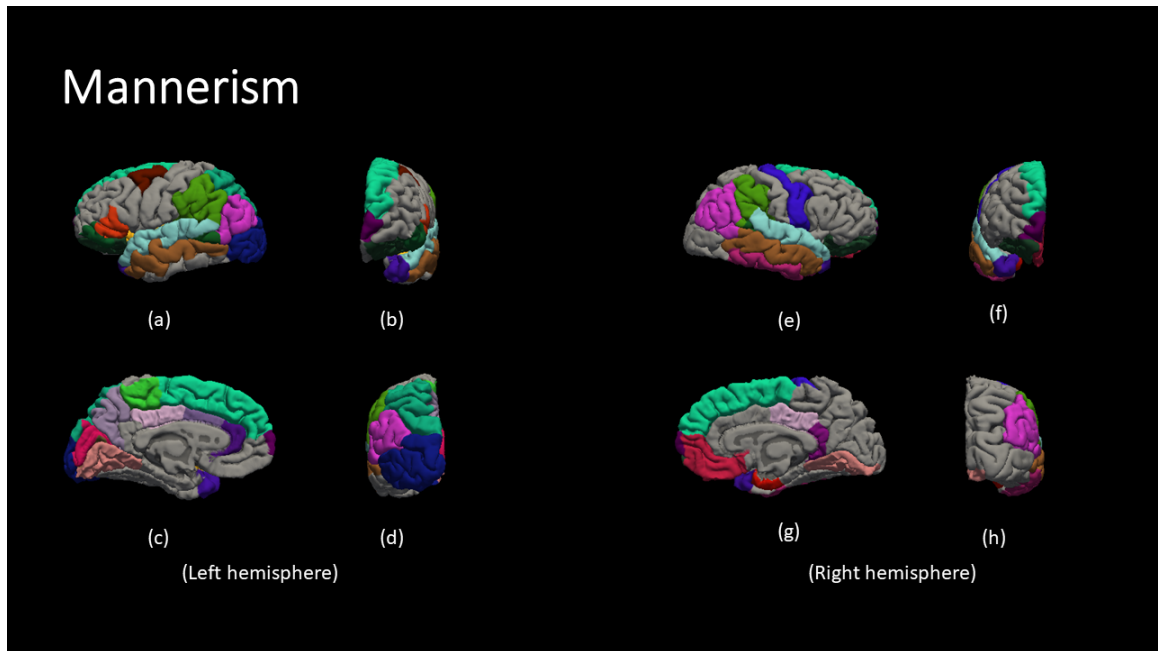 Mannerism
(a)
(b)
(e)
(f)
(c)
(d)
(g)
(h)
(Left hemisphere)
(Right hemisphere)